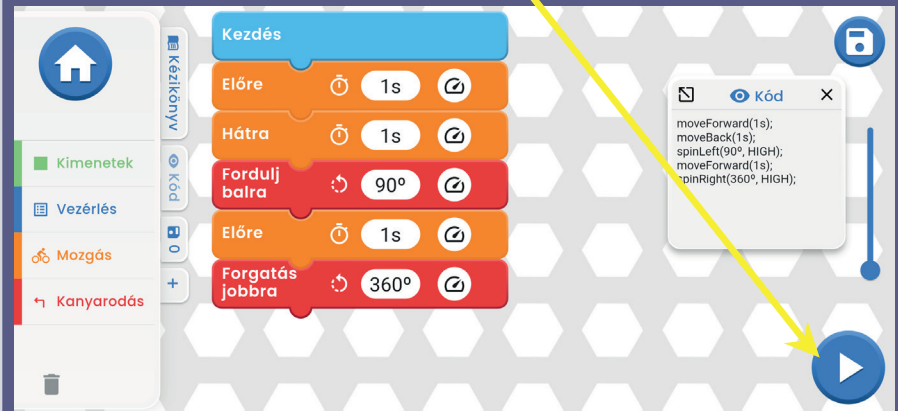 Kimenetek
Vezérlés
Mozgás
Kanyarodás
Kézikönyv
Kód
0
+
Kezdés
Előre 1s
Hátra 1s
Fordulj
balra 90º
Előre 1s
Forgatás
jobbra 360º
Kód
moveForward(1s);
moveBack(1s);
spinLeft(90º, HIGH);
moveForward(1s);
spinRight(360º, HIGH);